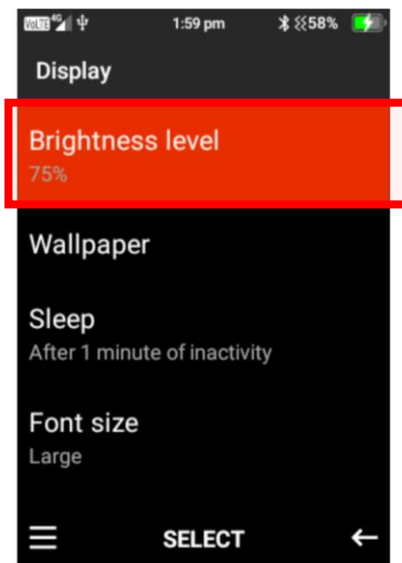 VoLTE 4G 1:59 pm 58%
Display
Brightness level
75%
Wallpaper
Sleep
After 1 minute of inactivity
Font size
Large
SELECT